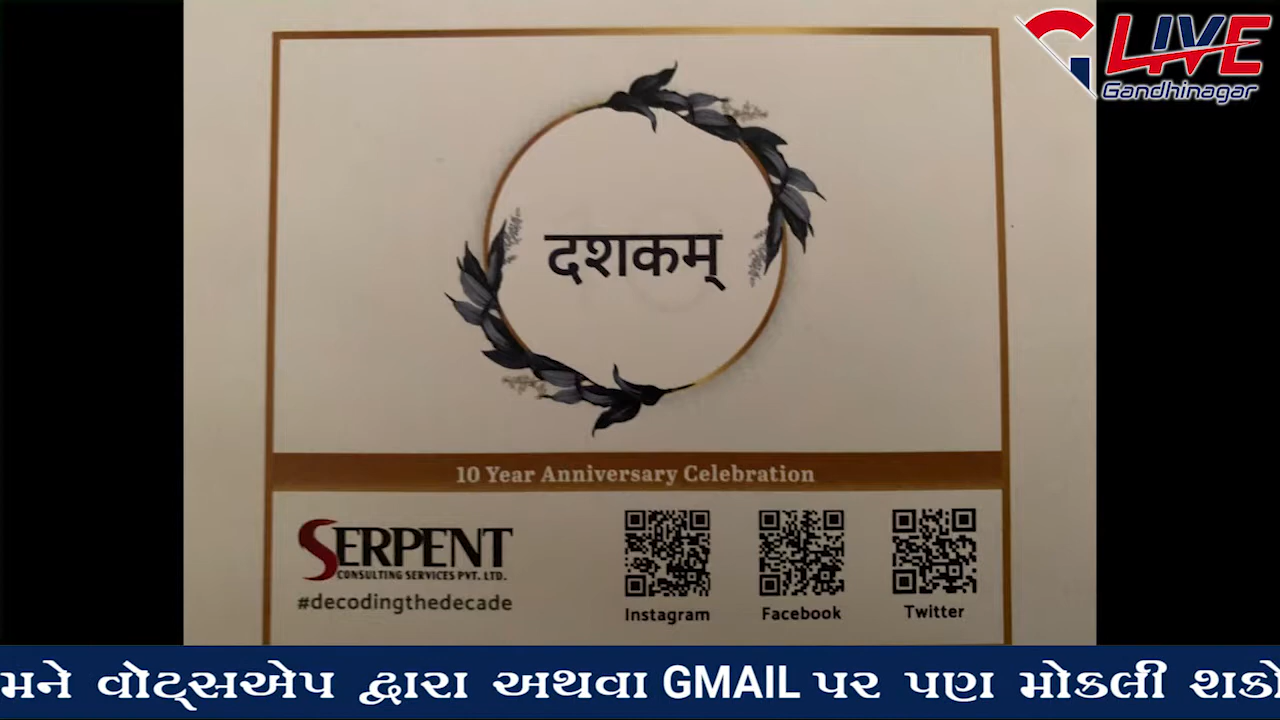 LIVE
Gandhinagar
दशकम्
10 Year Anniversary Celebration
SERPENT
CONSULTING SERVICES PVT. LTD.
#decodingthedecade
Instagram
Facebook
Twitter
મને વોટ્સએપ દ્વારા અથવા GMAIL પર પણ મોકલી શકો